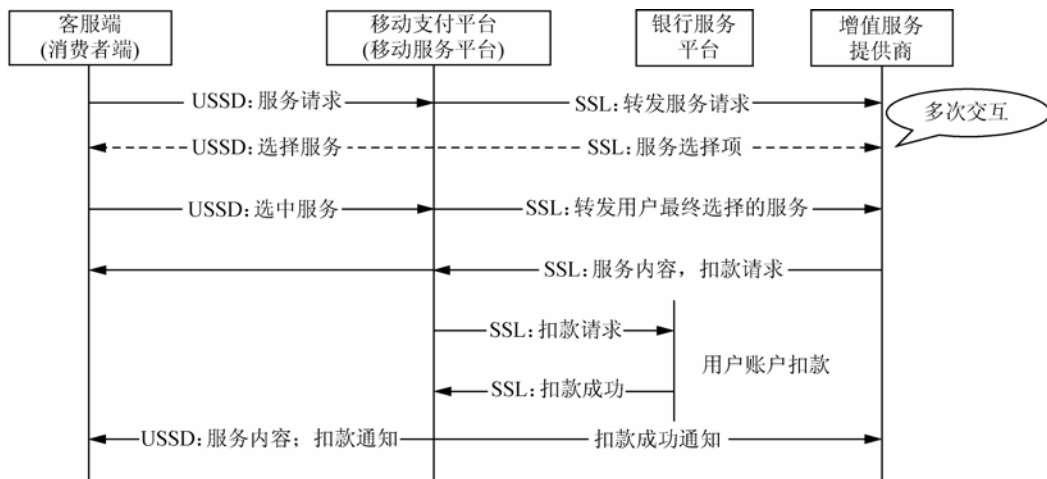 客服端
(消费者端)
移动支付平台
(移动服务平台)
银行服务
平台
增值服务
提供商
USSD:服务请求
SSL:转发服务请求
多次交互
USSD:选择服务
SSL:服务选择项
USSD:选中服务
SSL:转发用户最终选择的服务
SSL:服务内容，扣款请求
SSL:扣款请求
用户账户扣款
SSL:扣款成功
USSD:服务内容；扣款通知
扣款成功通知